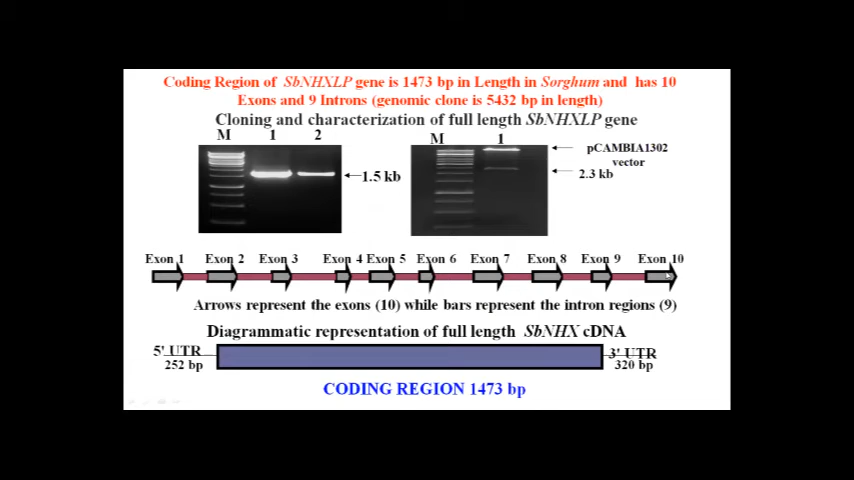 Coding Region of SbNHXLP gene is 1473 bp in Length in Sorghum and has 10
Exons and 9 Introns (genomic clone is 5432 bp in length)
Cloning and characterization of full length SbNHXLP gene
M 1 2
M 1
1.5 kb
pCAMBIA1302
vector
2.3 kb
Exon 1 Exon 2 Exon 3 Exon 4 Exon 5 Exon 6 Exon 7 Exon 8 Exon 9 Exon 10
Arrows represent the exons (10) while bars represent the intron regions (9)
Diagrammatic representation of full length SbNHX cDNA
5' UTR
252 bp
3' UTR
320 bp
CODING REGION 1473 bp